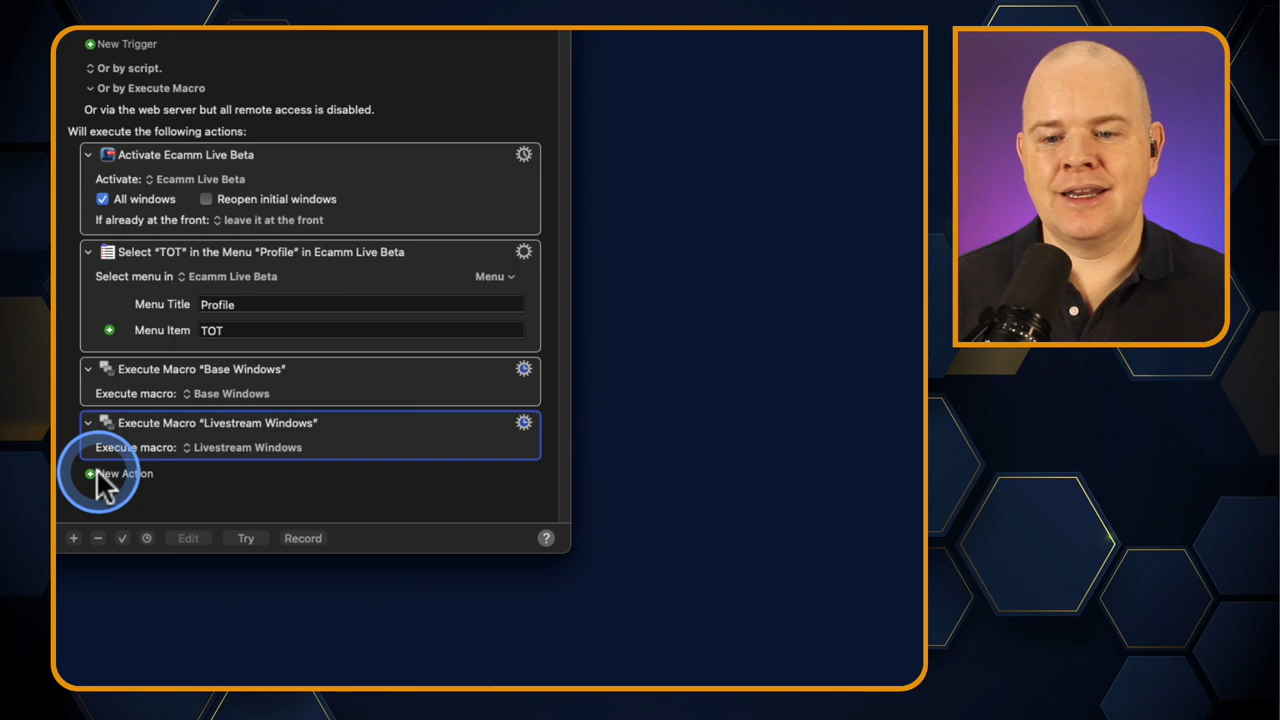 New Trigger
Or by script.
Or by Execute Macro
Or via the web server but all remote access is disabled.
Will execute the following actions:
Activate Ecamm Live Beta
Activate: Ecamm Live Beta
All windows Reopen initial windows
If already at the front: leave it at the front
Select “TOT” in the Menu “Profile” in Ecamm Live Beta
Select menu in Ecamm Live Beta Menu
Menu Title Profile
Menu Item TOT
Execute Macro “Base Windows”
Execute macro: Base Windows
Execute Macro “Livestream Windows”
Execute macro: Livestream Windows
New Action
Edit Try Record ?